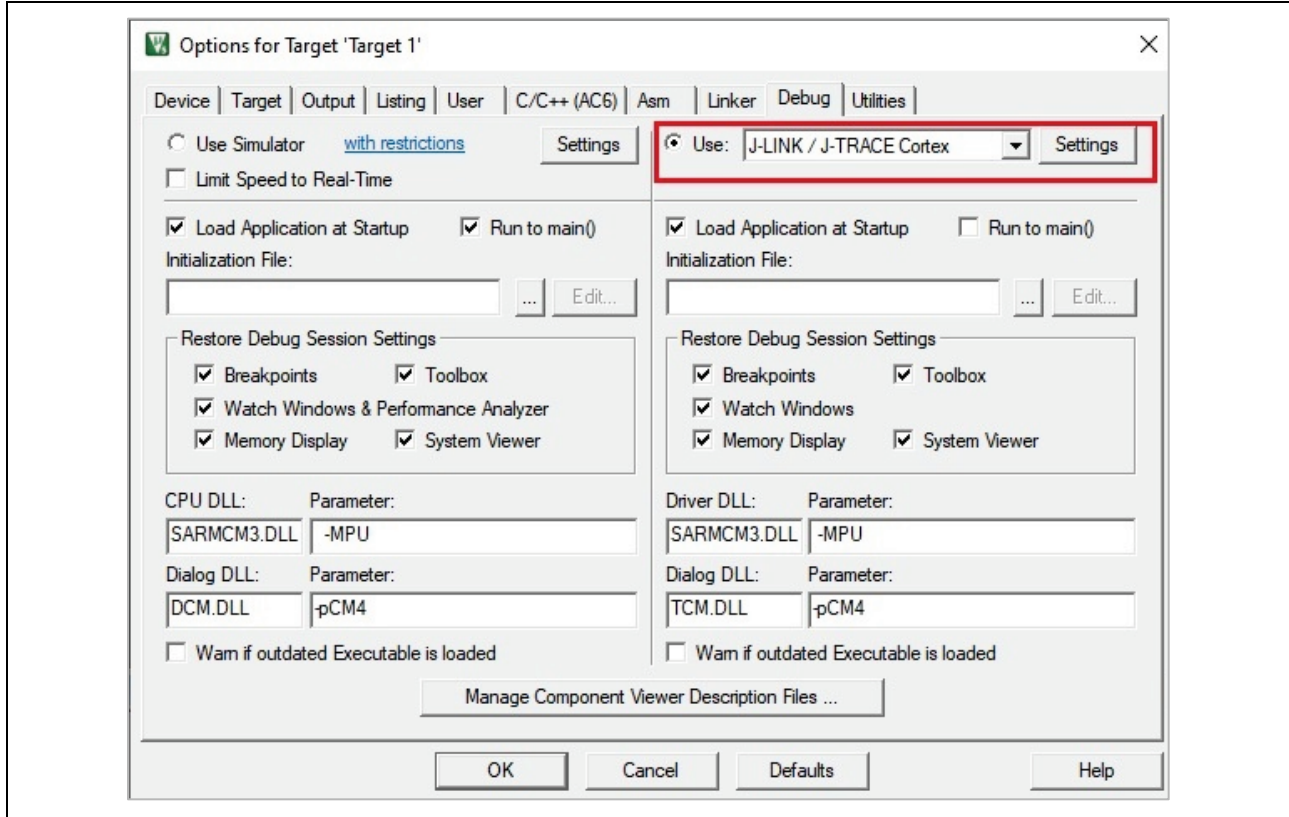 Options for Target 'Target 1'
Device Target Output Listing User C/C++ (AC6) Asm Linker Debug Utilities
Use Simulator with restrictions Settings
Limit Speed to Real-Time
Load Application at Startup Run to main()
Initialization File:
... Edit...
Restore Debug Session Settings
Breakpoints Toolbox
Watch Windows & Performance Analyzer
Memory Display System Viewer
CPU DLL: Parameter:
SARMCM3.DLL -MPU
Dialog DLL: Parameter:
DCM.DLL -pCM4
Warn if outdated Executable is loaded
Use: J-LINK / J-TRACE Cortex Settings
Load Application at Startup Run to main()
Initialization File:
... Edit...
Restore Debug Session Settings
Breakpoints Toolbox
Watch Windows
Memory Display System Viewer
Driver DLL: Parameter:
SARMCM3.DLL -MPU
Dialog DLL: Parameter:
TCM.DLL -pCM4
Warn if outdated Executable is loaded
Manage Component Viewer Description Files ...
OK Cancel Defaults Help